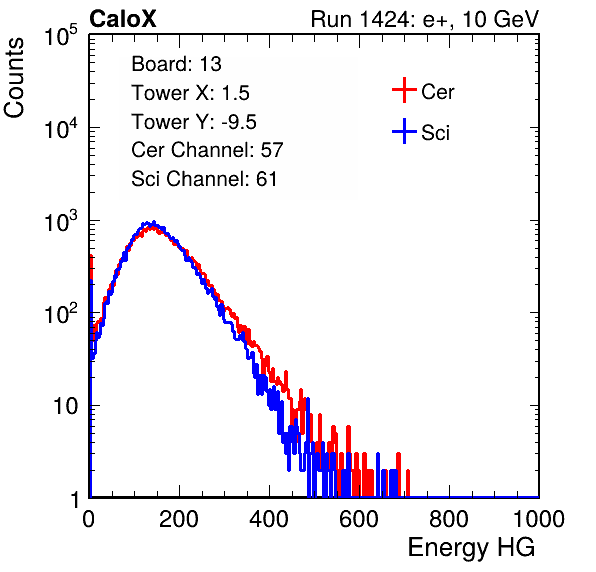 CaloX Run 1424: e+, 10 GeV
Counts
10^5
10^4
10^3
10^2
10
1
Board: 13
Tower X: 1.5
Tower Y: -9.5
Cer Channel: 57
Sci Channel: 61
Cer
Sci
0 200 400 600 800 1000
Energy HG